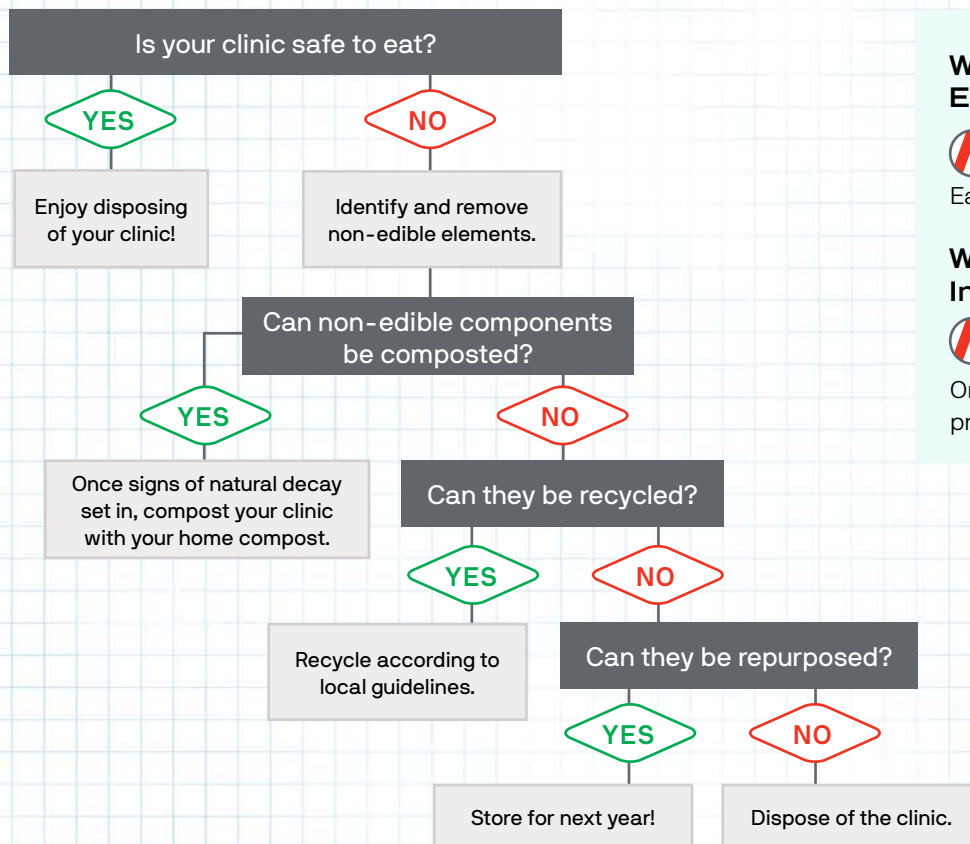 Is your clinic safe to eat?
YES
NO
Enjoy disposing
of your clinic!
Identify and remove
non-edible elements.
Can non-edible components
be composted?
YES
NO
Once signs of natural decay
set in, compost your clinic
with your home compost.
Can they be recycled?
YES
NO
Recycle according to
local guidelines.
Can they be repurposed?
YES
NO
Store for next year!
Dispose of the clinic.